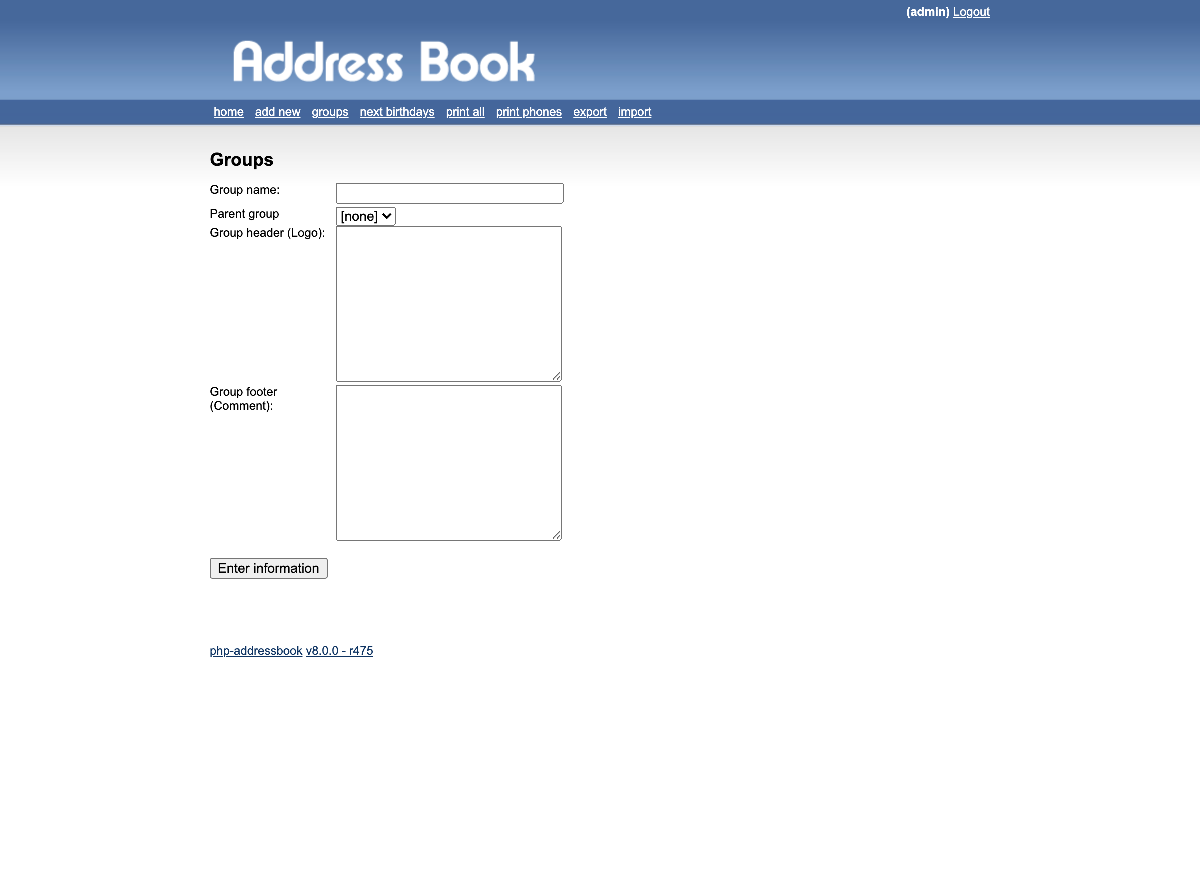 (admin) Logout
Address Book
home add new groups next birthdays print all print phones export import
Groups
Group name:
Parent group [none]
Group header (Logo):
Group footer
(Comment):
Enter information
php-addressbook v8.0.0 - r475